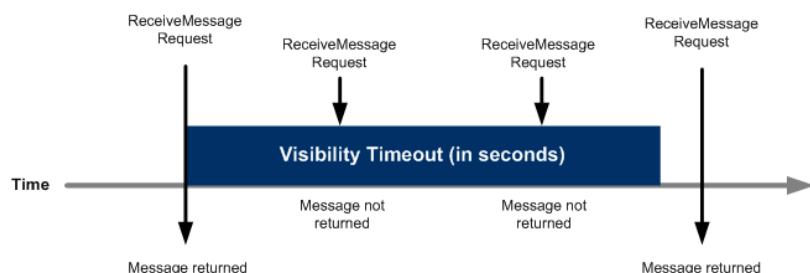 ReceiveMessage
Request
ReceiveMessage
Request
ReceiveMessage
Request
ReceiveMessage
Request
Visibility Timeout (in seconds)
Time
Message not
returned
Message not
returned
Message returned
Message returned